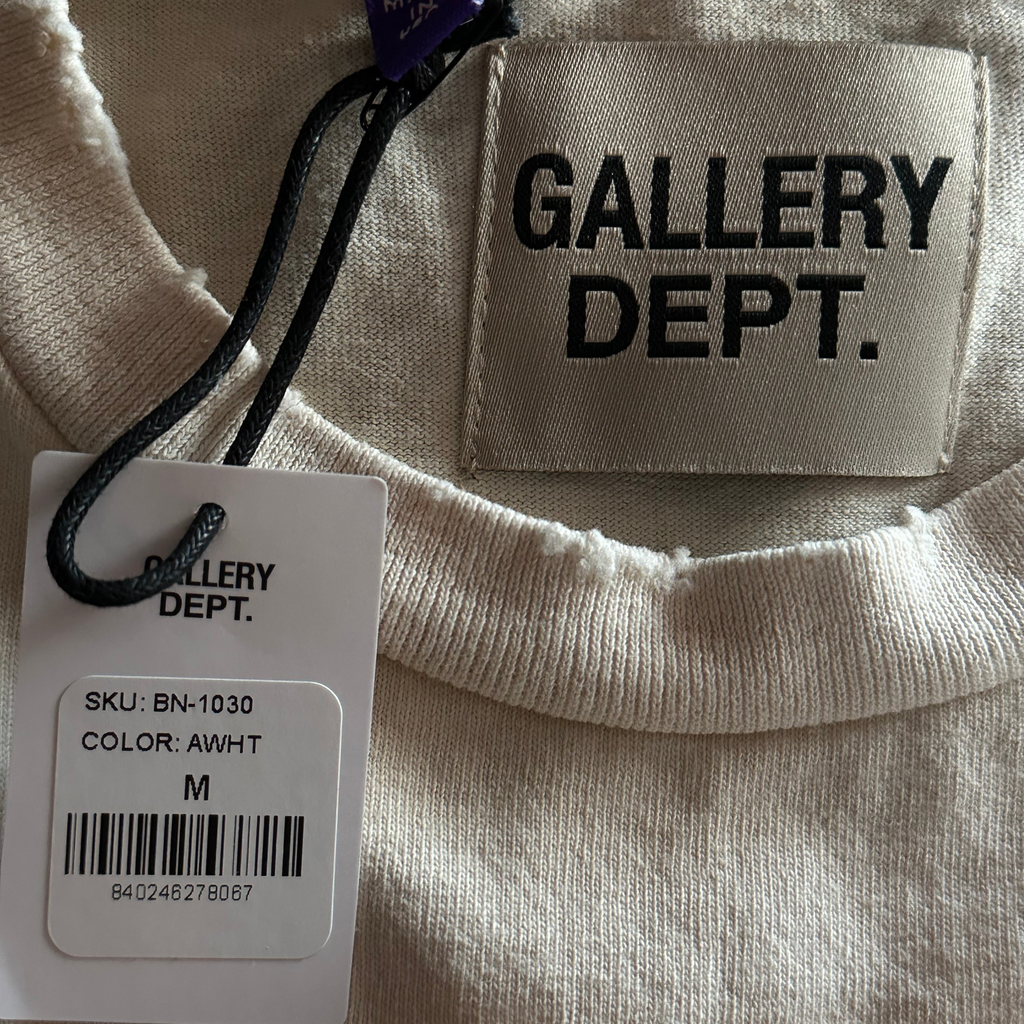 GALLERY
DEPT.
GALLERY
DEPT.
SKU: BN-1030
COLOR: AWHT
M
840246278067